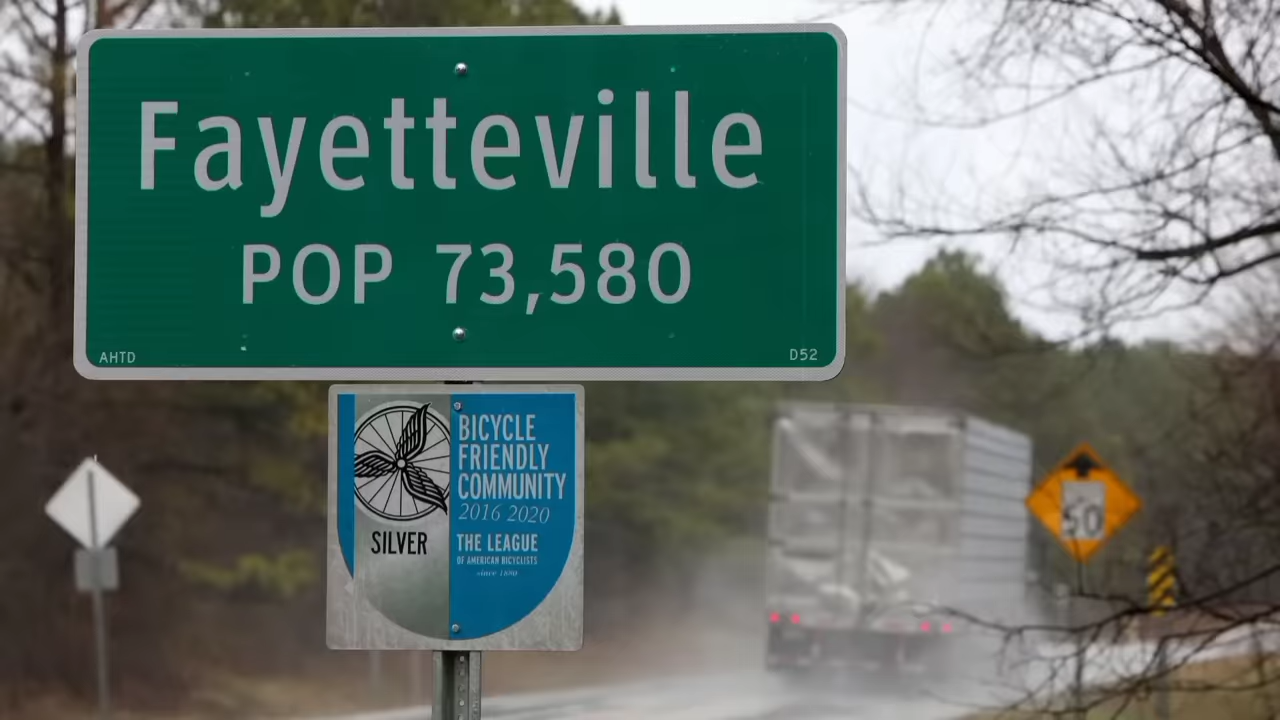 Fayetteville
POP 73,580
AHTD D52
BICYCLE
FRIENDLY
COMMUNITY
2016 2020
SILVER
THE LEAGUE
OF AMERICAN BICYCLISTS
since 1880
50